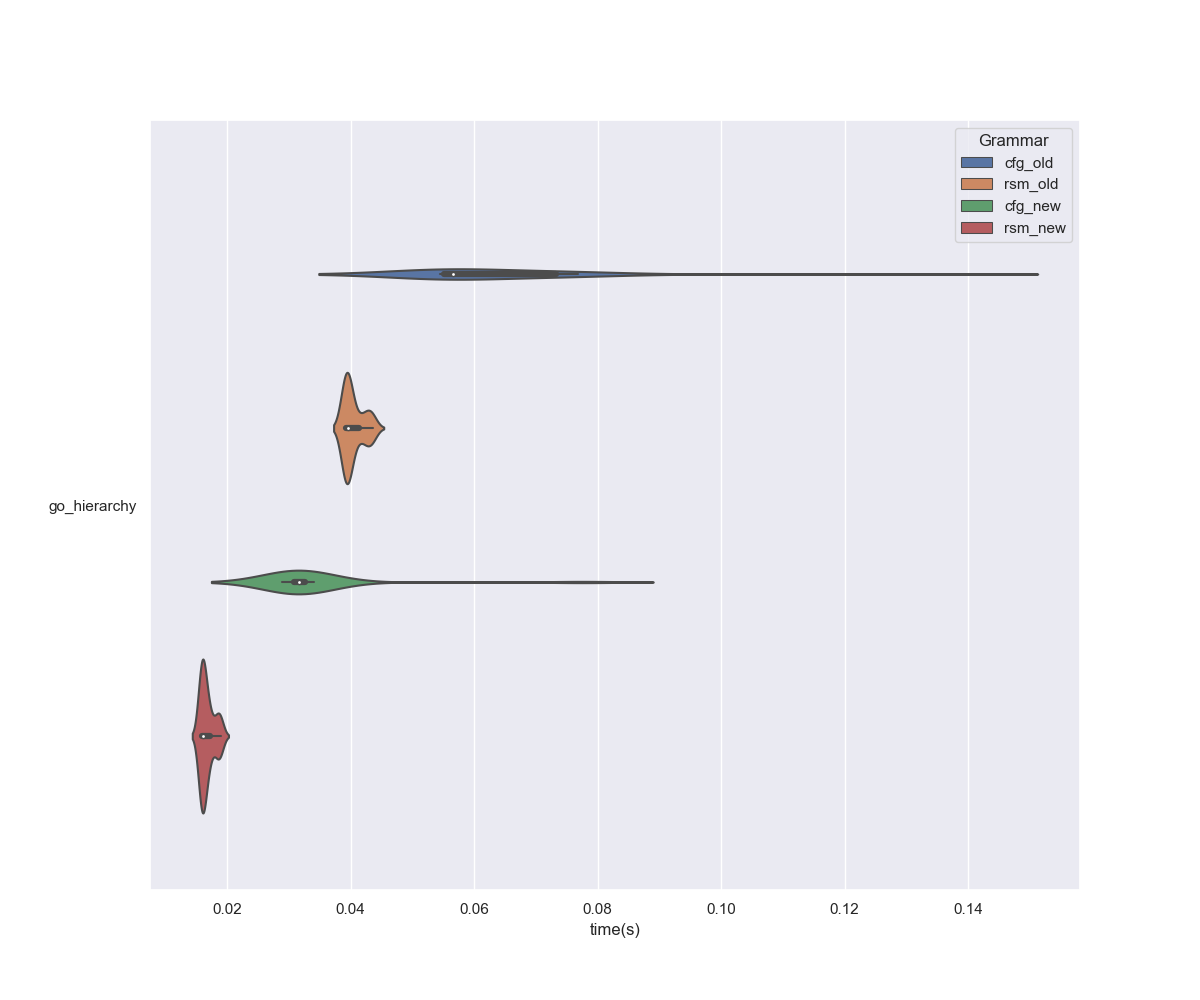 Grammar
cfg_old
rsm_old
cfg_new
rsm_new
go_hierarchy
0.02 0.04 0.06 0.08 0.10 0.12 0.14
time(s)